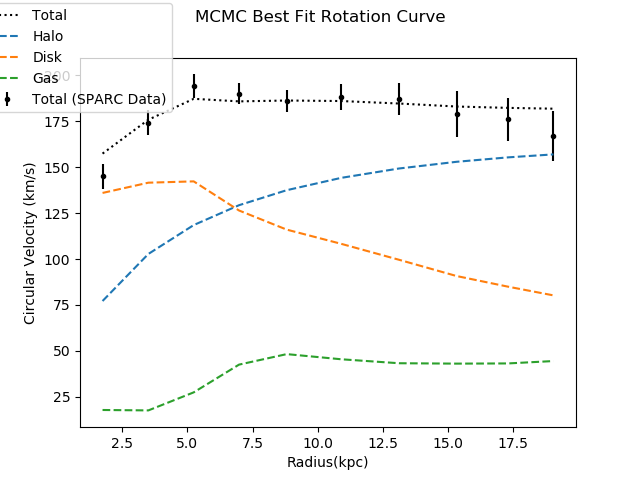 MCMC Best Fit Rotation Curve
Total
Halo
Disk
Gas
Total (SPARC Data)
200
175
150
125
100
75
50
25
Circular Velocity (km/s)
2.5 5.0 7.5 10.0 12.5 15.0 17.5
Radius(kpc)